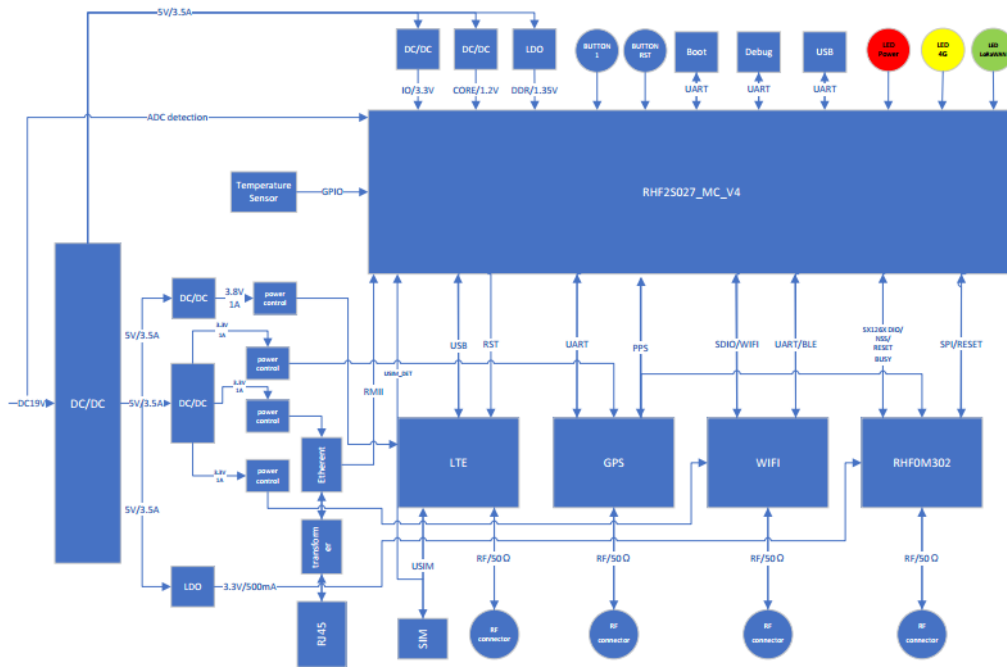 5V/3.5A
DC/DC
DC/DC
LDO
BUTTON
1
BUTTON
RST
Boot
Debug
USB
LED
Power
LED
4G
LED
LoRaWAN
IO/3.3V
CORE/1.2V
DDR/1.35V
UART
UART
UART
ADC detection
Temperature
Sensor
GPIO
RHF2S027_MC_V4
DC19V
DC/DC
5V/3.5A
5V/3.5A
5V/3.5A
DC/DC
3.8V
1A
power
control
DC/DC
3.3V
1A
power
control
3.3V
1A
power
control
3.3V
1A
power
control
LDO
3.3V/500mA
Etherent
transform
er
RJ45
RMII
USIM_DET
USB
RST
UART
PPS
SDIO/WIFI
UART/BLE
SX126X DIO/
NSS/
RESET
BUSY
SPI/RESET
LTE
GPS
WIFI
RHF0M302
USIM
RF/50Ω
RF/50Ω
RF/50Ω
RF/50Ω
SIM
RF
connector
RF
connector
RF
connector
RF
connector